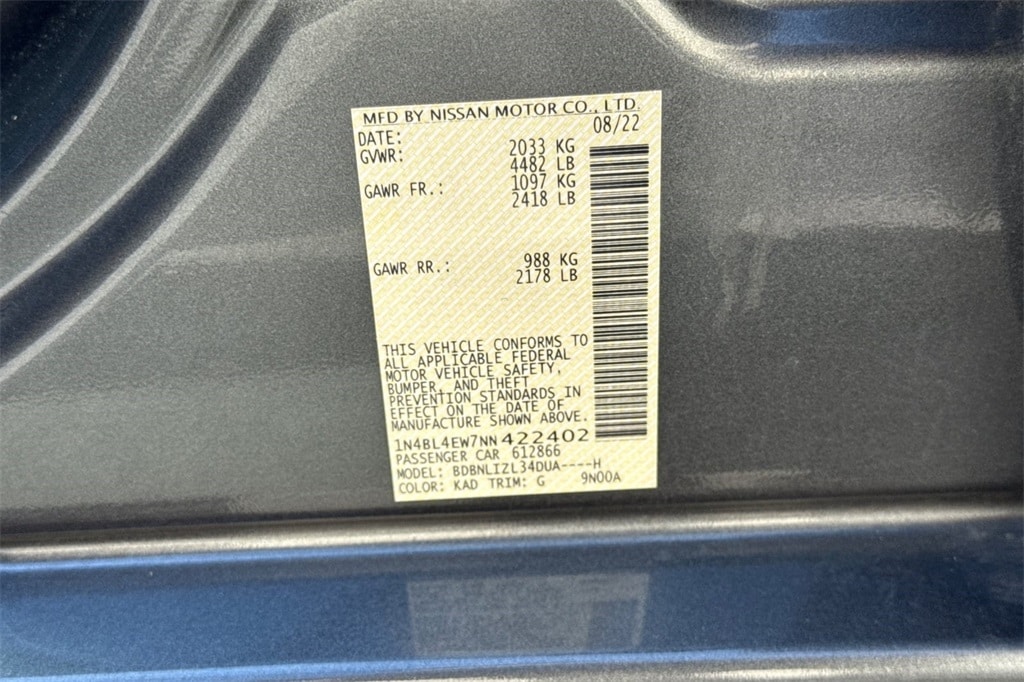 MFD BY NISSAN MOTOR CO., LTD.
DATE: 08/22
GVWR: 2033 KG
4482 LB
GAWR FR.: 1097 KG
2418 LB
GAWR RR.: 988 KG
2178 LB
THIS VEHICLE CONFORMS TO
ALL APPLICABLE FEDERAL
MOTOR VEHICLE SAFETY,
BUMPER, AND THEFT
PREVENTION STANDARDS IN
EFFECT ON THE DATE OF
MANUFACTURE SHOWN ABOVE.
1N4BL4EW7NN422402
PASSENGER CAR 612866
MODEL: BDBNLIZL34DUA----H
COLOR: KAD TRIM: G 9N00A